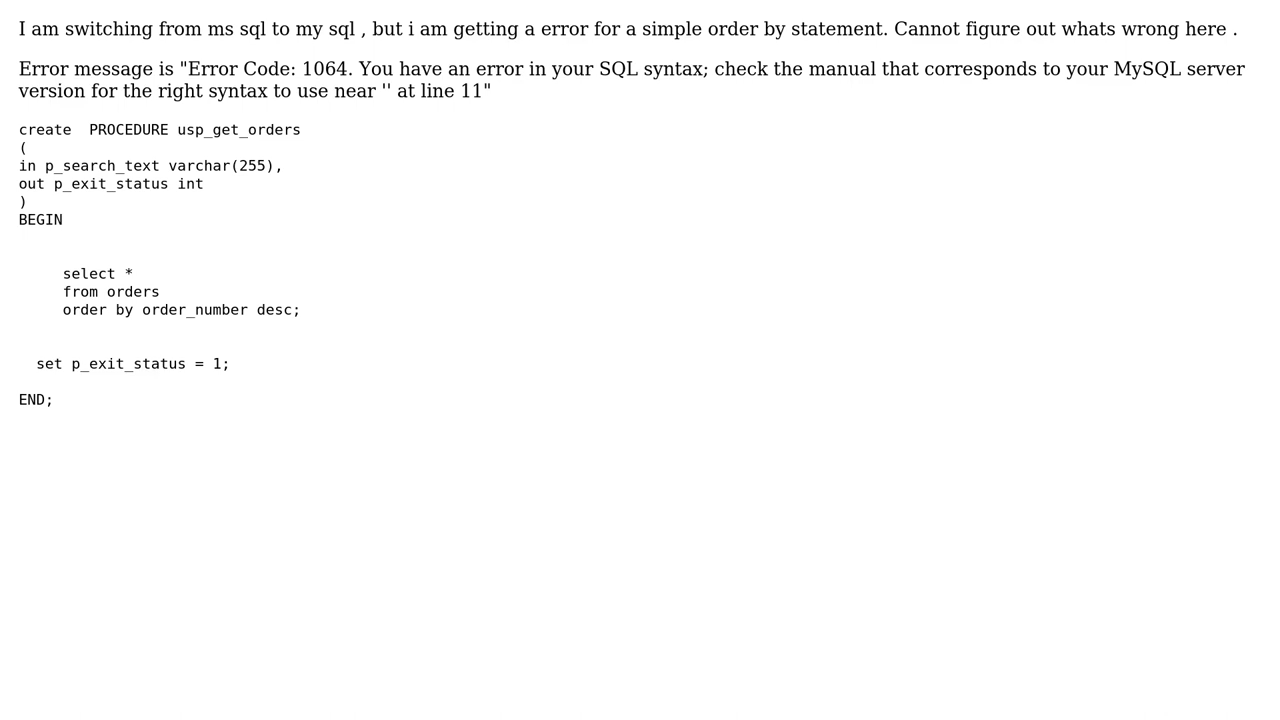 I am switching from ms sql to my sql , but i am getting a error for a simple order by statement. Cannot figure out whats wrong here .
Error message is "Error Code: 1064. You have an error in your SQL syntax; check the manual that corresponds to your MySQL server
version for the right syntax to use near '' at line 11"
create  PROCEDURE usp_get_orders
(
in p_search_text varchar(255),
out p_exit_status int
)
BEGIN
     select *
     from orders
     order by order_number desc;
  set p_exit_status = 1;
END;